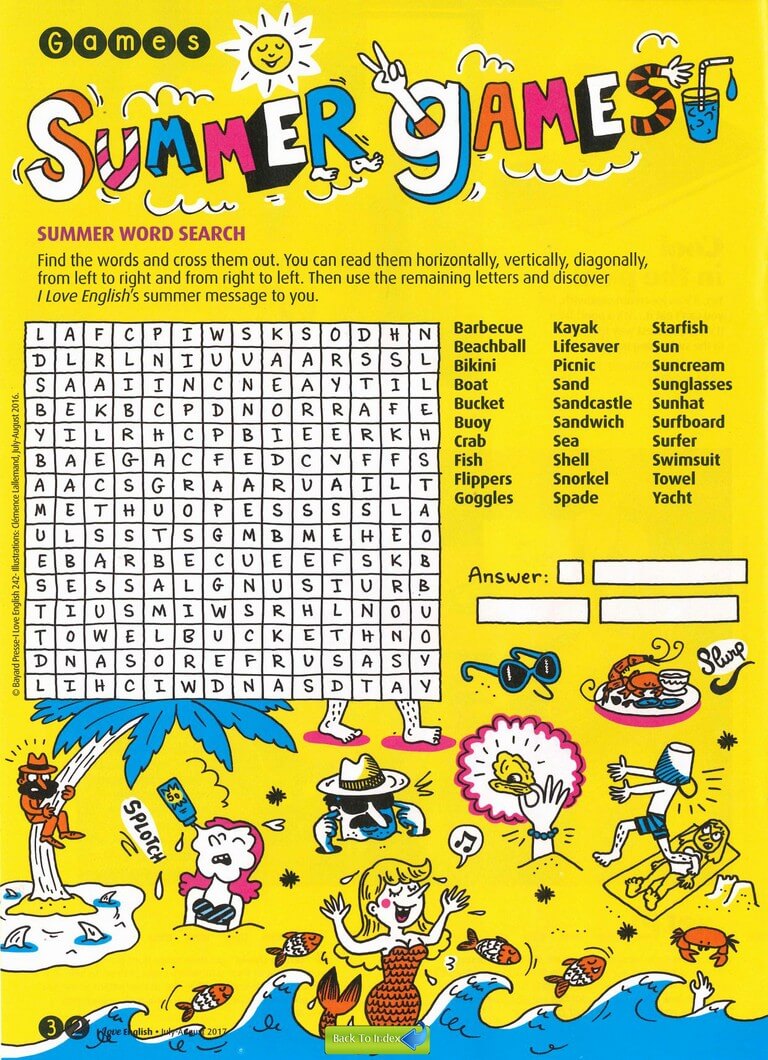 Games
SUMMER GAMES
SUMMER WORD SEARCH
Find the words and cross them out. You can read them horizontally, vertically, diagonally,
from left to right and from right to left. Then use the remaining letters and discover
I Love English's summer message to you.
L A F C P I W S K S O D H N
D L R L N I U U A A R S S L
S A A I I N C N E A Y T I L
B E K B C P D N O R R A F E
Y I L R H C P B I E E R K H
B A E G A C F E D C V F F S
A A C S G R A A R U A I L T
M E T H U O P E S S S S L A
U L S S T S G M B M E H E O
E B A R B E C U E E F S K B
S E S S A L G N U S I U R B
T I U S M I W S R H L N O U
T O W E L B U C K E T H N O
D N A S O R E F R U S A S Y
L I H C I W D N A S D T A Y
Barbecue Kayak Starfish
Beachball Lifesaver Sun
Bikini Picnic Suncream
Boat Sand Sunglasses
Bucket Sandcastle Sunhat
Buoy Sandwich Surfboard
Crab Sea Surfer
Fish Shell Swimsuit
Flippers Snorkel Towel
Goggles Spade Yacht
Answer:
© Bayard Presse-I Love English 242- Illustrations: Clémence Lallemand, July-August 2016.
Slurp
50
SPLOTCH
32 I Love English • July-August 2017
Back To Index